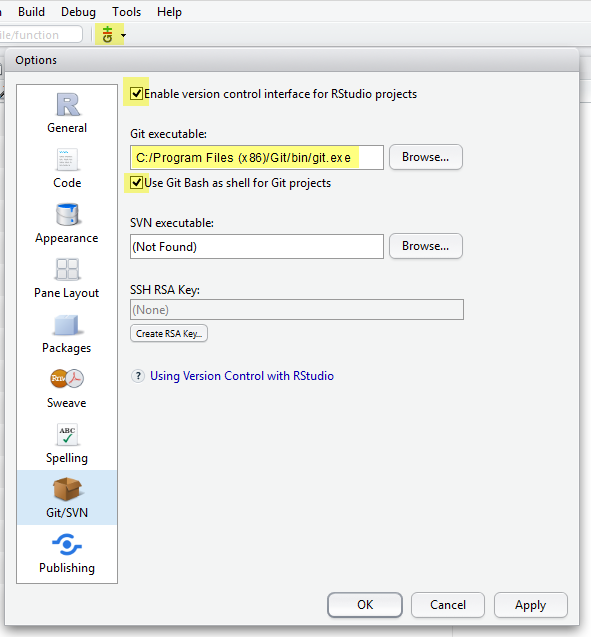 Build Debug Tools Help
ile/function
Options
Enable version control interface for RStudio projects
R
General
Git executable:
C:/Program Files (x86)/Git/bin/git.exe
Browse...
Use Git Bash as shell for Git projects
Code
SVN executable:
(Not Found)
Browse...
Appearance
Pane Layout
SSH RSA Key:
(None)
Create RSA Key...
Packages
? Using Version Control with RStudio
Rnw
Sweave
ABC
Spelling
Git/SVN
Publishing
OK Cancel Apply